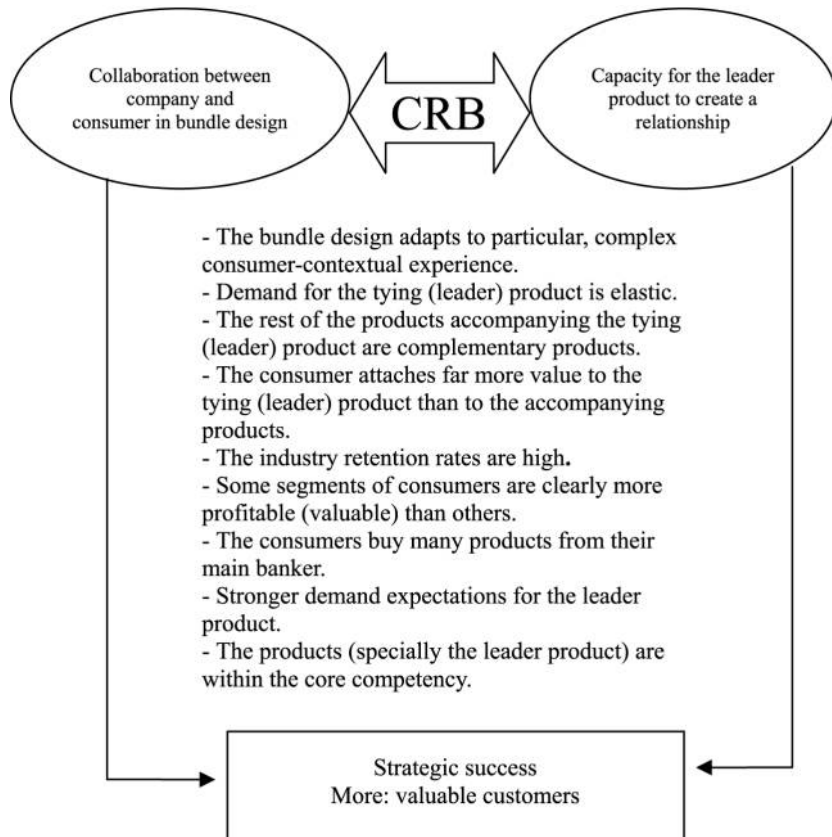 Collaboration between
company and
consumer in bundle design
CRB
Capacity for the leader
product to create a
relationship
- The bundle design adapts to particular, complex
consumer-contextual experience.
- Demand for the tying (leader) product is elastic.
- The rest of the products accompanying the tying
(leader) product are complementary products.
- The consumer attaches far more value to the
tying (leader) product than to the accompanying
products.
- The industry retention rates are high.
- Some segments of consumers are clearly more
profitable (valuable) than others.
- The consumers buy many products from their
main banker.
- Stronger demand expectations for the leader
product.
- The products (specially the leader product) are
within the core competency.
Strategic success
More: valuable customers